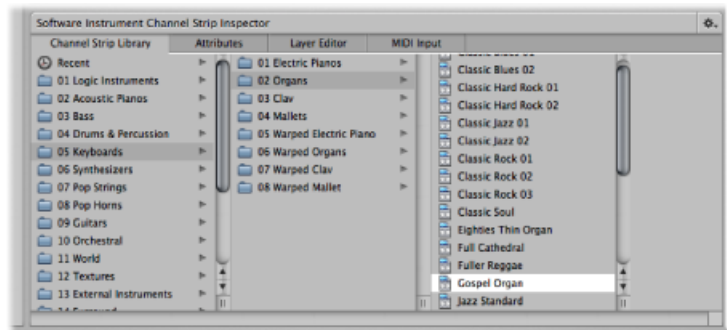 Software Instrument Channel Strip Inspector
Channel Strip Library
Attributes
Layer Editor
MIDI Input
Recent
01 Logic Instruments
02 Acoustic Pianos
03 Bass
04 Drums & Percussion
05 Keyboards
06 Synthesizers
07 Pop Strings
08 Pop Horns
09 Guitars
10 Orchestral
11 World
12 Textures
13 External Instruments
01 Electric Pianos
02 Organs
03 Clav
04 Mallets
05 Warped Electric Piano
06 Warped Organs
07 Warped Clav
08 Warped Mallet
Classic Blues 02
Classic Hard Rock 01
Classic Hard Rock 02
Classic Jazz 01
Classic Jazz 02
Classic Rock 01
Classic Rock 02
Classic Rock 03
Classic Soul
Eighties Thin Organ
Full Cathedral
Fuller Reggae
Gospel Organ
Jazz Standard